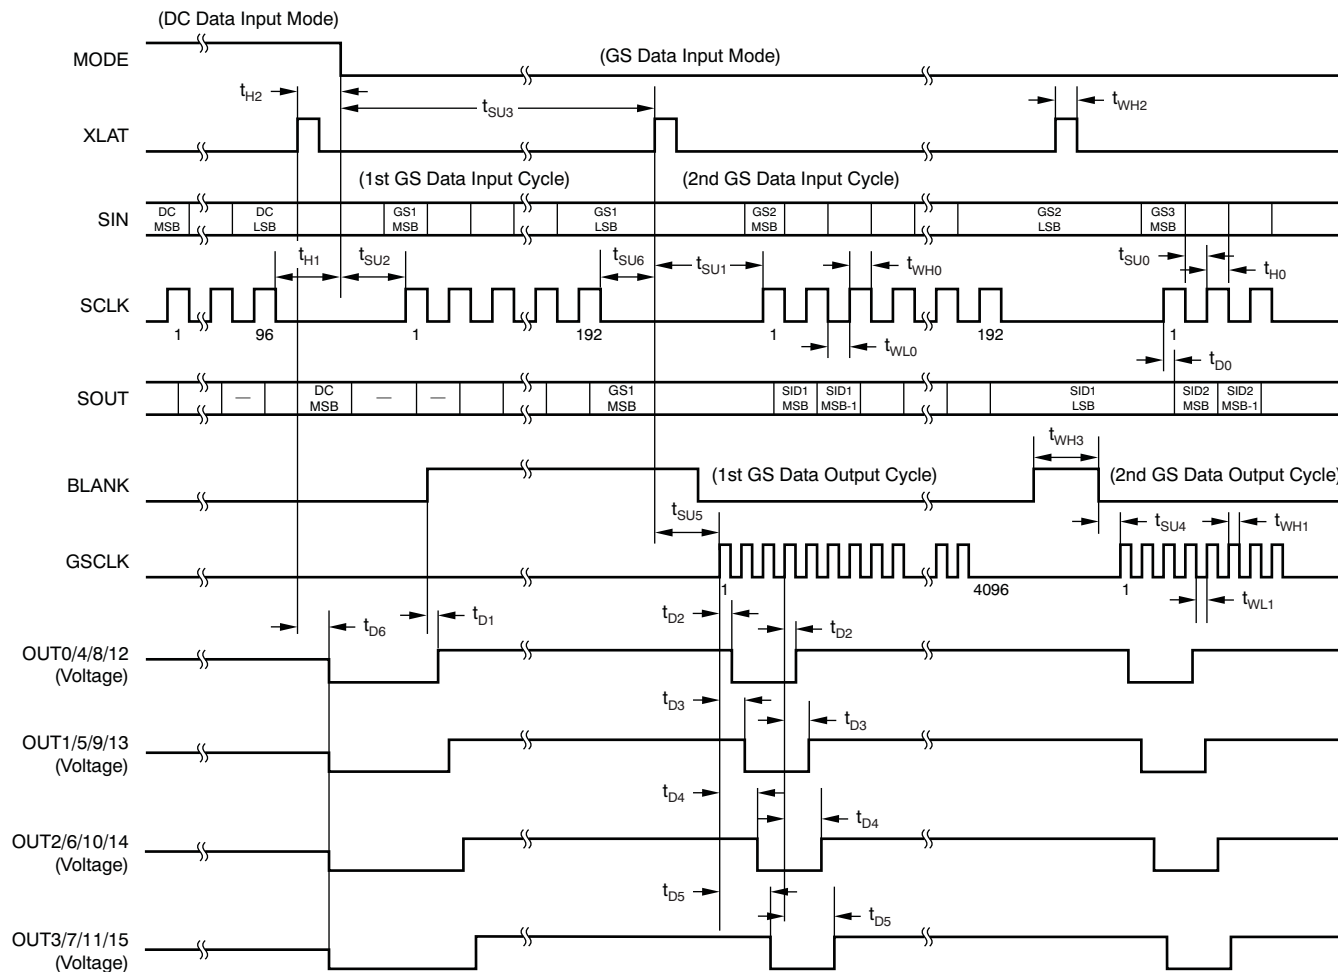 (DC Data Input Mode)
MODE
(GS Data Input Mode)
tH2
tSU3
tWH2
XLAT
(1st GS Data Input Cycle)
(2nd GS Data Input Cycle)
SIN
DC MSB
DC LSB
GS1 MSB
GS1 LSB
GS2 MSB
GS2 LSB
GS3 MSB
tH1
tSU2
tSU6
tSU1
tWH0
tSU0
tH0
SCLK
1
96
1
192
1
192
1
tWL0
tD0
SOUT
—
DC MSB
—
—
GS1 MSB
SID1 MSB
SID1 MSB-1
SID1 LSB
SID2 MSB
SID2 MSB-1
tWH3
BLANK
(1st GS Data Output Cycle)
(2nd GS Data Output Cycle)
tSU5
tSU4
tWH1
GSCLK
1
4096
1
tWL1
tD6
tD1
tD2
tD2
OUT0/4/8/12
(Voltage)
tD3
tD3
OUT1/5/9/13
(Voltage)
tD4
tD4
OUT2/6/10/14
(Voltage)
tD5
tD5
OUT3/7/11/15
(Voltage)